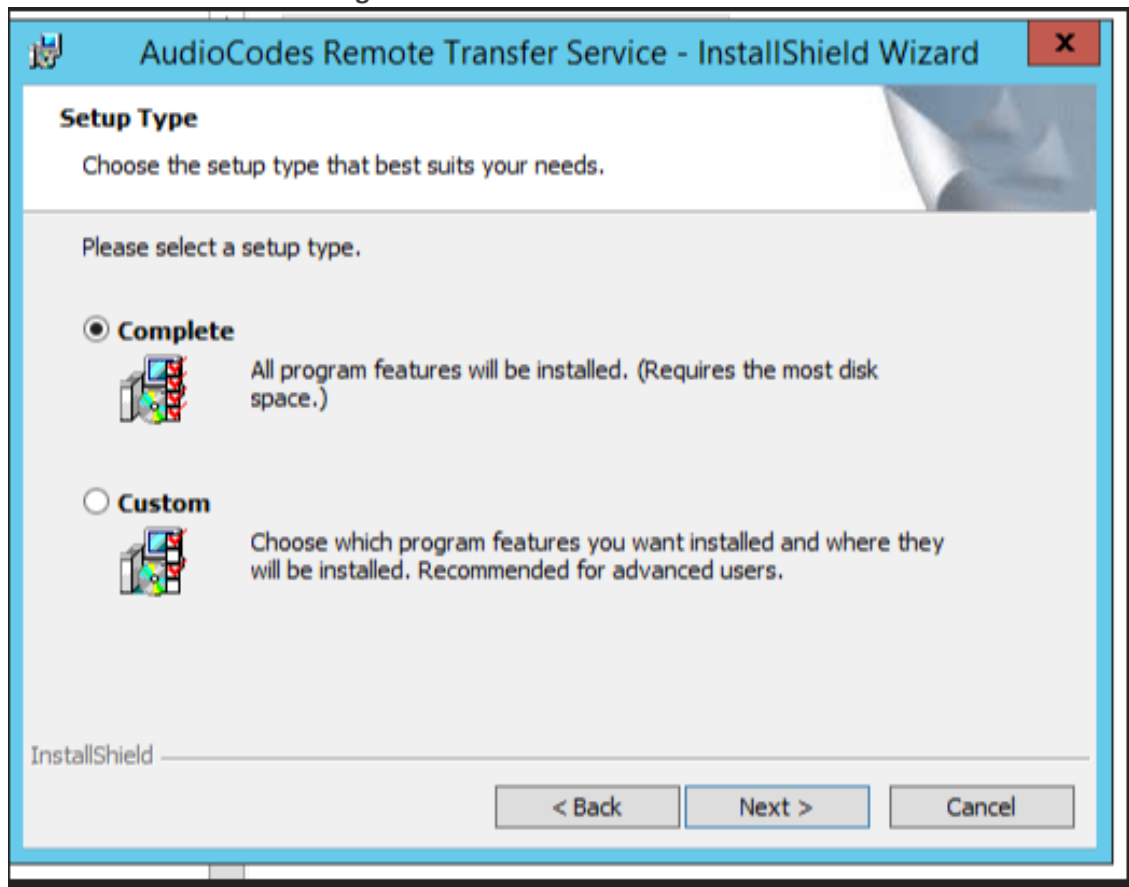 AudioCodes Remote Transfer Service - InstallShield Wizard
x
Setup Type
Choose the setup type that best suits your needs.
Please select a setup type.
Complete
All program features will be installed. (Requires the most disk
space.)
Custom
Choose which program features you want installed and where they
will be installed. Recommended for advanced users.
InstallShield
< Back
Next >
Cancel